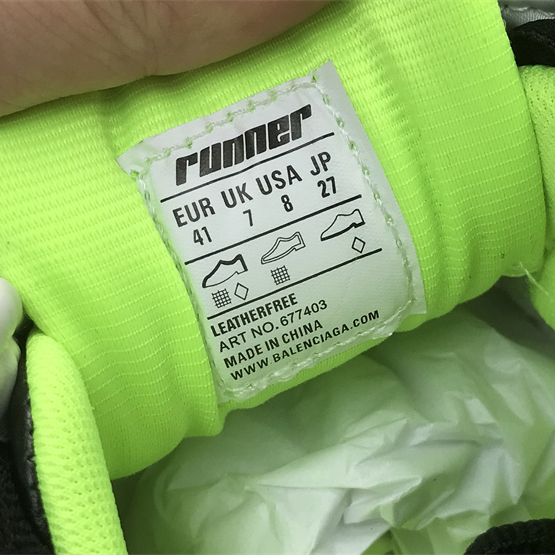 runner
EUR UK USA JP
41 7 8 27
LEATHERFREE
ART NO. 677403
MADE IN CHINA
WWW.BALENCIAGA.COM